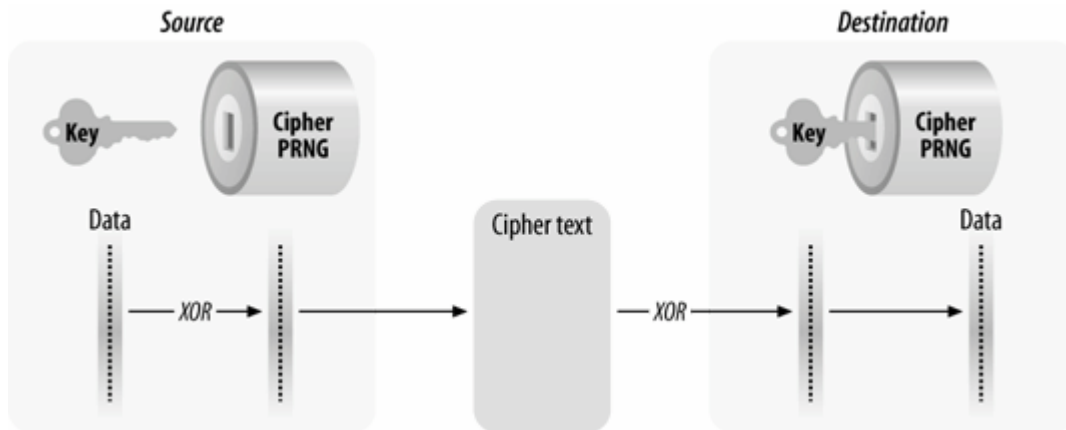 Source
Destination
Key
Cipher
PRNG
Key
Cipher
PRNG
Data
Cipher text
Data
XOR
XOR